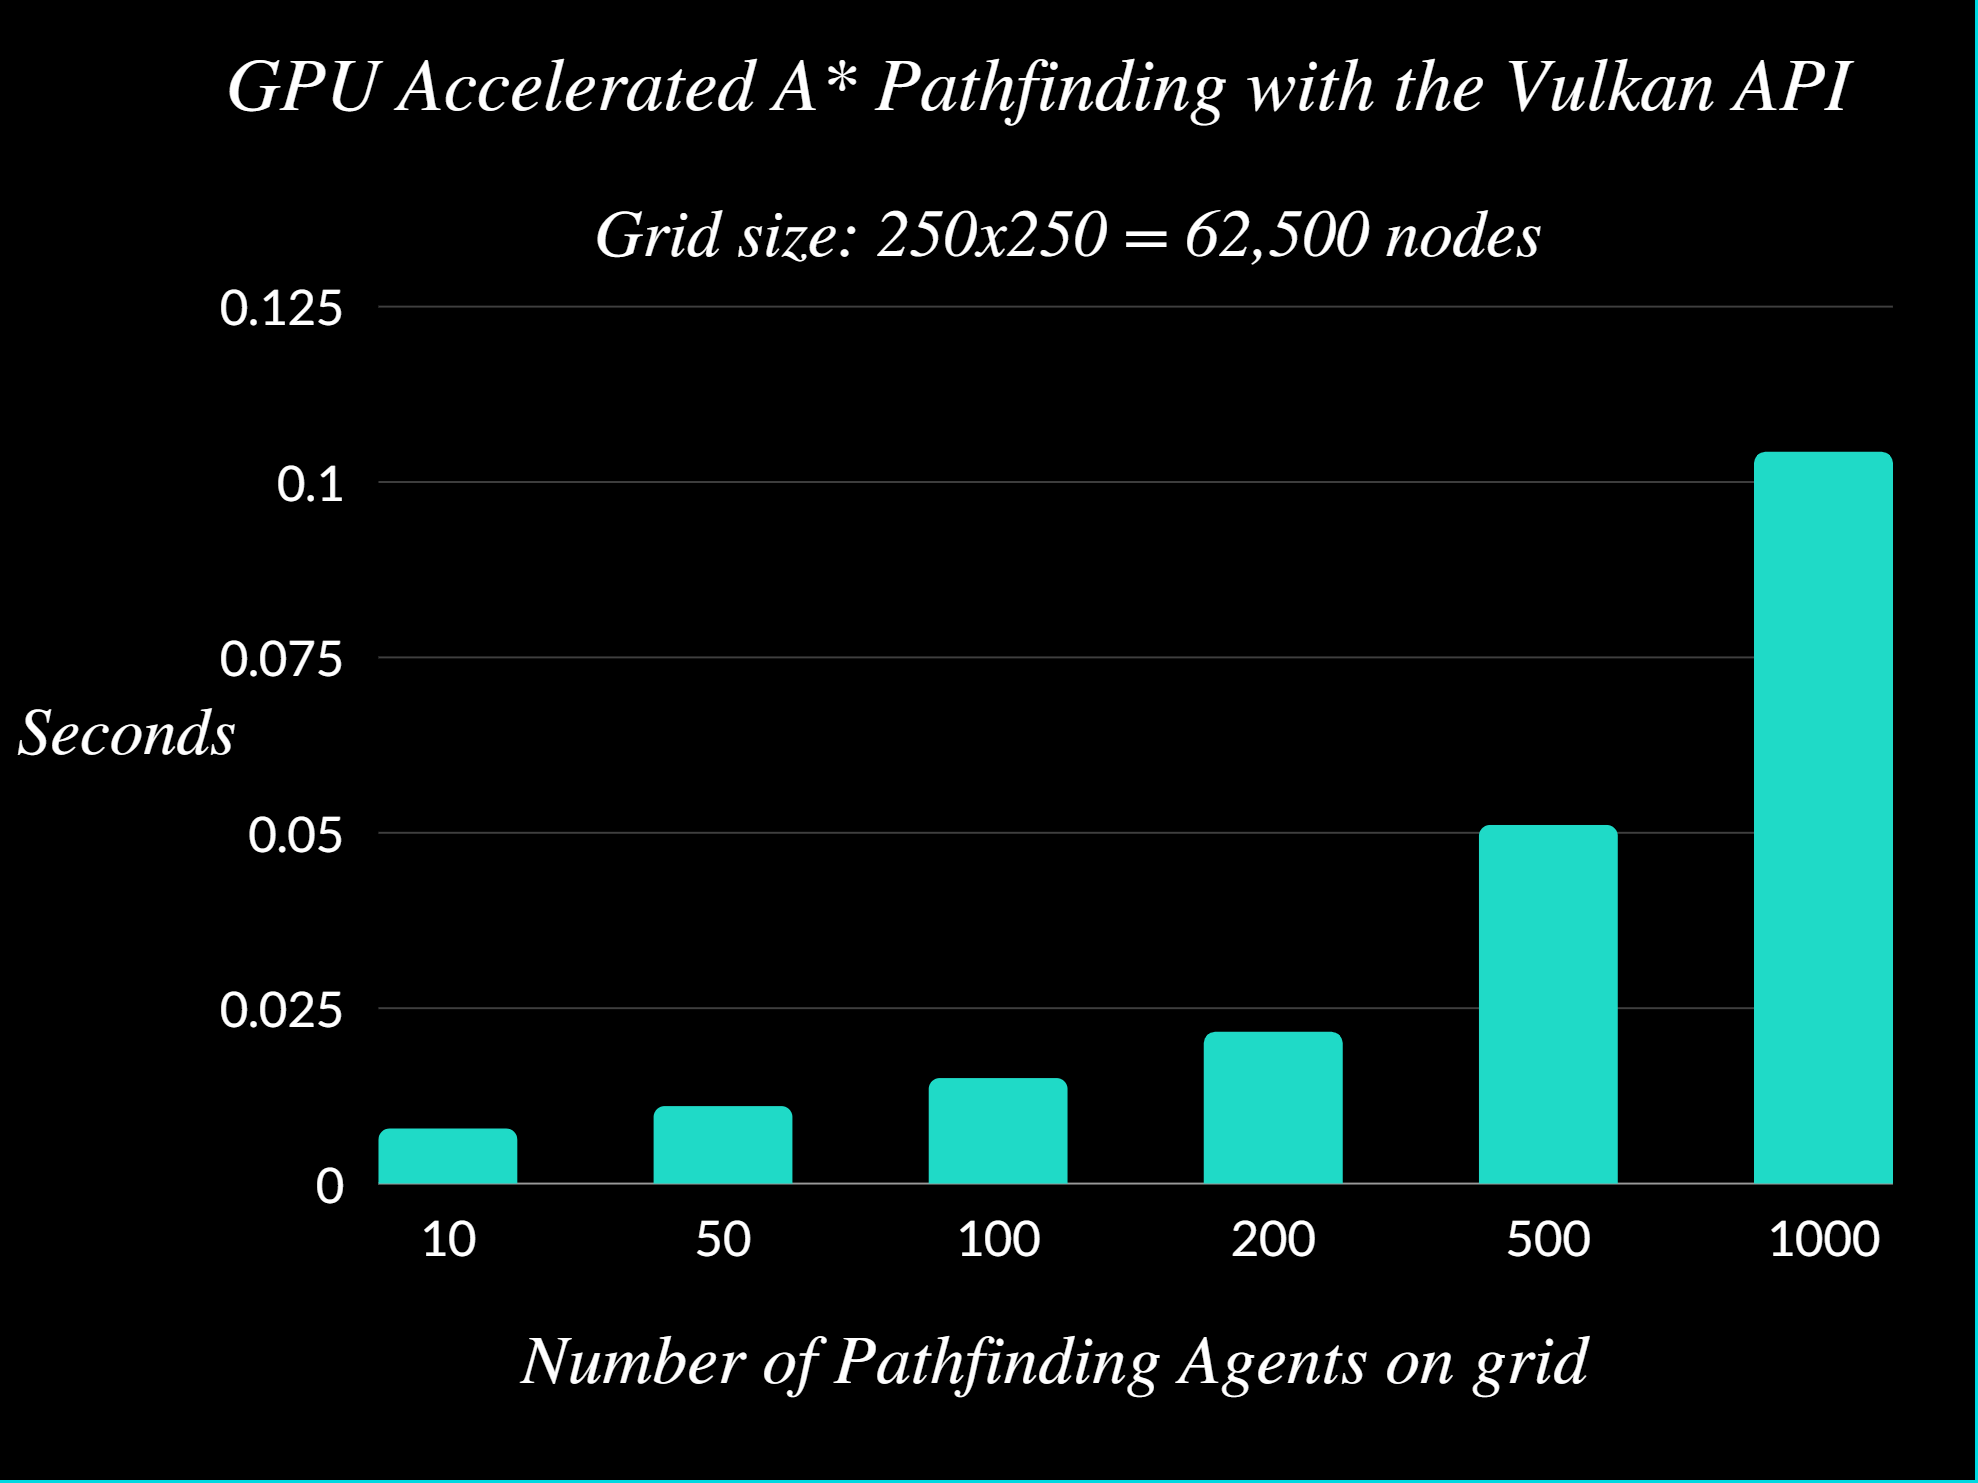 GPU Accelerated A* Pathfinding with the Vulkan API
Grid size: 250x250 = 62,500 nodes
0.125
0.1
0.075
Seconds
0.05
0.025
0
10 50 100 200 500 1000
Number of Pathfinding Agents on grid